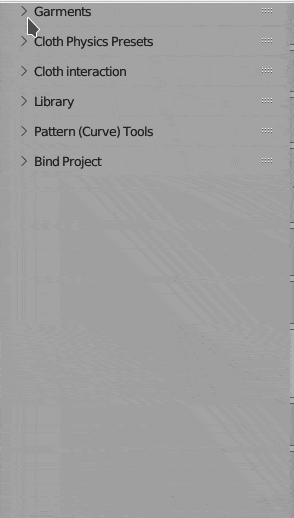 Garments
Cloth Physics Presets
Cloth interaction
Library
Pattern (Curve) Tools
Bind Project